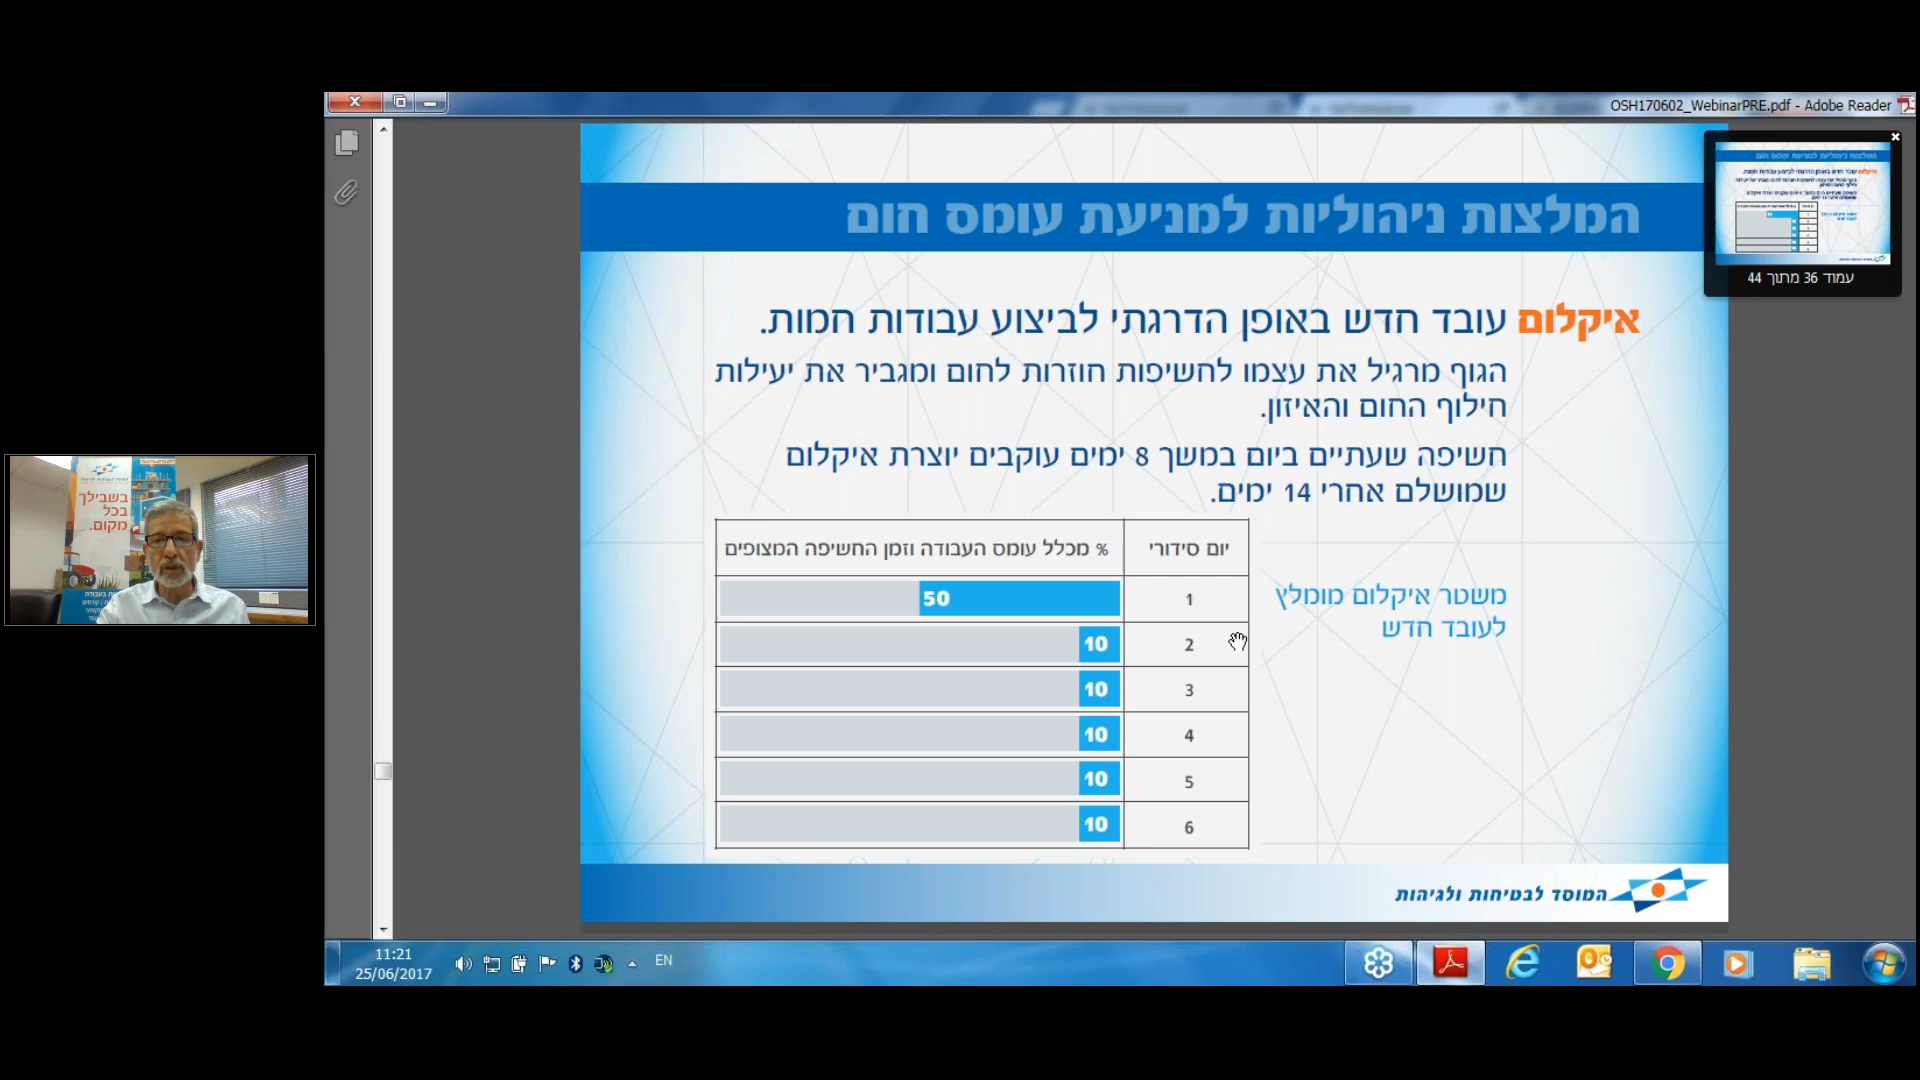 OSH170602_WebinarPRE.pdf - Adobe Reader
המלצות ניהוליות למניעת עומס חום
עמוד 36 מתוך 44
איקלום עובד חדש באופן הדרגתי לביצוע עבודות חמות.
הגוף מרגיל את עצמו לחשיפות חוזרות לחום ומגביר את יעילות
חילוף החום והאיזון.
חשיפה שעתיים ביום במשך 8 ימים עוקבים יוצרת איקלום
שמושלם אחרי 14 ימים.
משטר איקלום מומלץ
לעובד חדש
יום סידורי % מכלל עומס העבודה וזמן החשיפה המצופים
1 50
2 10
3 10
4 10
5 10
6 10
המוסד לבטיחות ולגיהות
בשבילך
בכל
מקום.
EN
11:21
25/06/2017